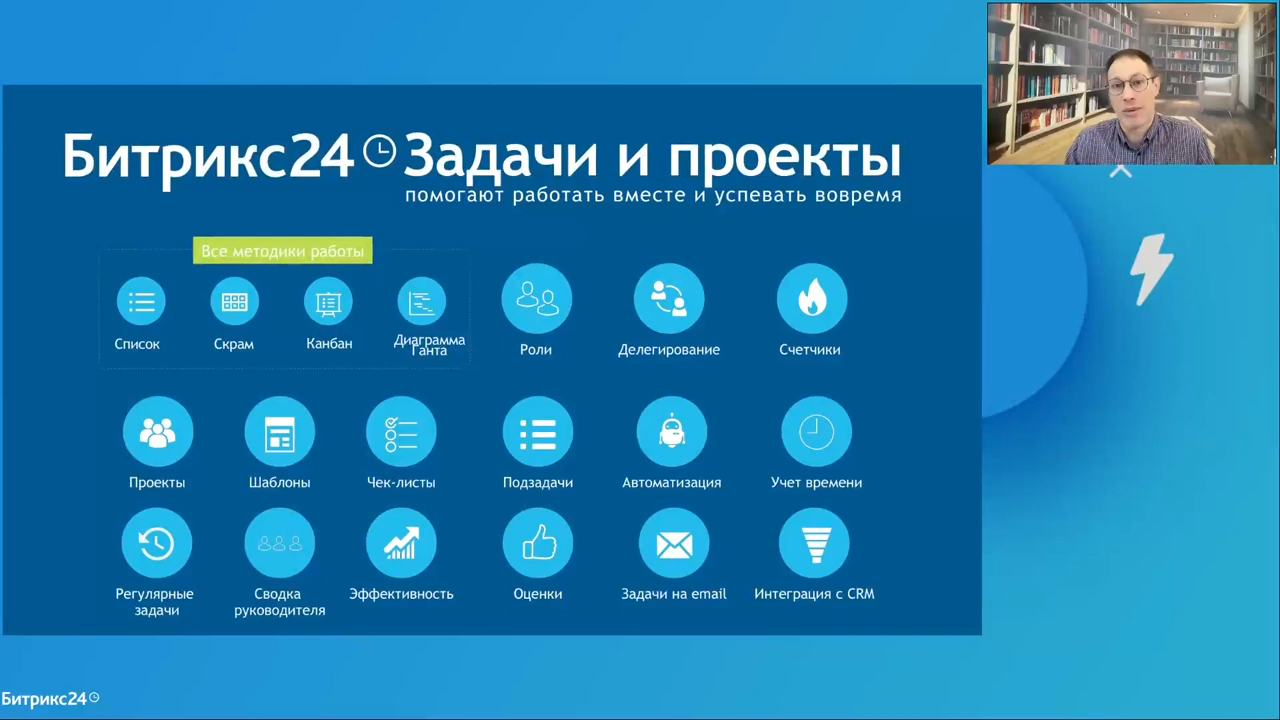 Битрикс24 Задачи и проекты
помогают работать вместе и успевать вовремя
Все методики работы
Список
Скрам
Канбан
Диаграмма
Ганта
Роли
Делегирование
Счетчики
Проекты
Шаблоны
Чек-листы
Подзадачи
Автоматизация
Учет времени
Регулярные
задачи
Сводка
руководителя
Эффективность
Оценки
Задачи на email
Интеграция с CRM
Битрикс24